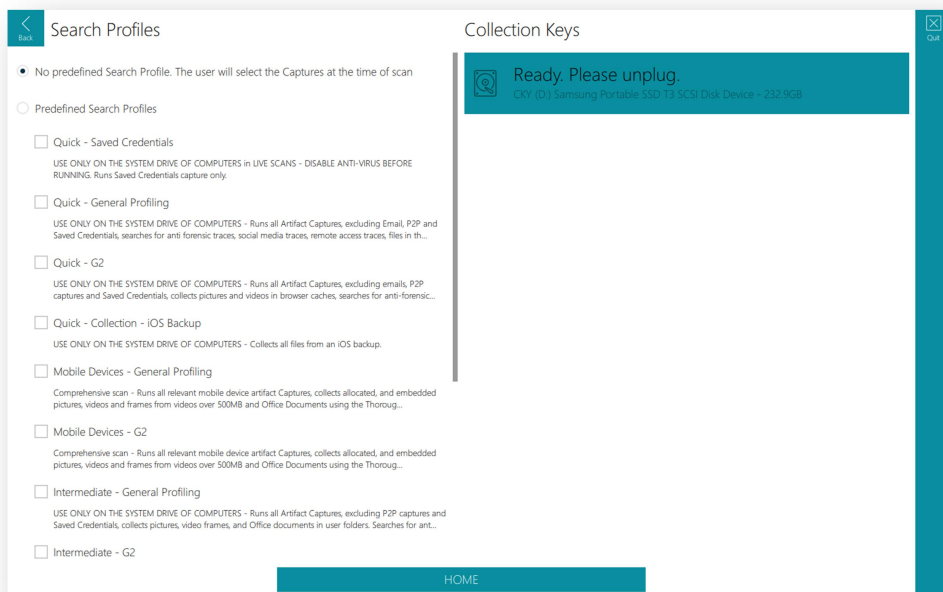 Back
Search Profiles
No predefined Search Profile. The user will select the Captures at the time of scan
Predefined Search Profiles
Quick - Saved Credentials
USE ONLY ON THE SYSTEM DRIVE OF COMPUTERS in LIVE SCANS - DISABLE ANTI-VIRUS BEFORE
RUNNING. Runs Saved Credentials capture only.
Quick - General Profiling
USE ONLY ON THE SYSTEM DRIVE OF COMPUTERS - Runs all Artifact Captures, excluding Email, P2P and
Saved Credentials, searches for anti forensic traces, social media traces, remote access traces, files in th...
Quick - G2
USE ONLY ON THE SYSTEM DRIVE OF COMPUTERS - Runs all Artifact Captures, excluding emails, P2P
captures and Saved Credentials, collects pictures and videos in browser caches, searches for anti-forensic...
Quick - Collection - iOS Backup
USE ONLY ON THE SYSTEM DRIVE OF COMPUTERS - Collects all files from an iOS backup.
Mobile Devices - General Profiling
Comprehensive scan - Runs all relevant mobile device artifact Captures, collects allocated, and embedded
pictures, videos and frames from videos over 500MB and Office Documents using the Thoroug...
Mobile Devices - G2
Comprehensive scan - Runs all relevant mobile device artifact Captures, collects allocated, and embedded
pictures, videos and frames from videos over 500MB and Office Documents using the Thoroug...
Intermediate - General Profiling
USE ONLY ON THE SYSTEM DRIVE OF COMPUTERS - Runs all Artifact Captures, excluding P2P captures and
Saved Credentials, collects pictures, video frames, and Office documents in user folders. Searches for ant...
Intermediate - G2
Collection Keys
Ready. Please unplug.
CKY (D:) Samsung Portable SSD T3 SCSI Disk Device - 232.9GB
Quit
HOME